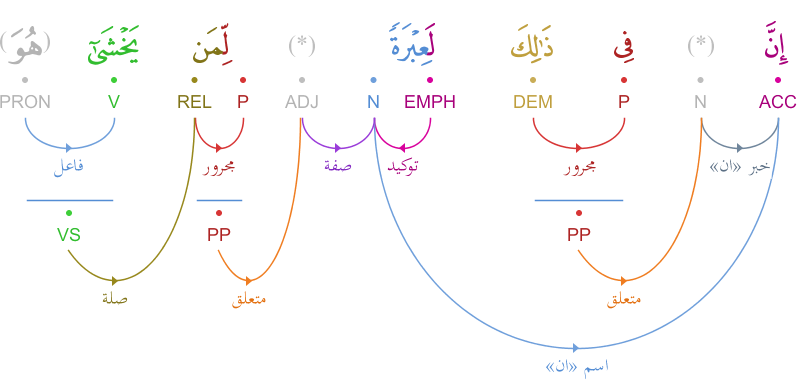 إِنَّ (*) فِى ذَٰلِكَ لَعِبْرَةً (*) لِّمَن يَخْشَىٰٓ (هُوَ)
ACC N P DEM EMPH N ADJ P REL V PRON
خبر «ان» مجرور توكيد صفة مجرور فاعل
PP PP VS
متعلق متعلق صلة
اسم «ان»